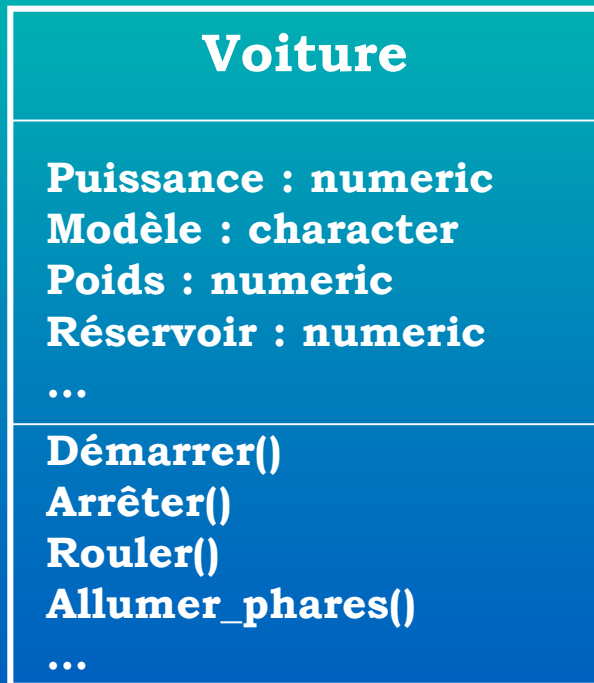 Voiture
Puissance : numeric
Modèle : character
Poids : numeric
Réservoir : numeric
...
Démarrer()
Arrêter()
Rouler()
Allumer_phares()
...